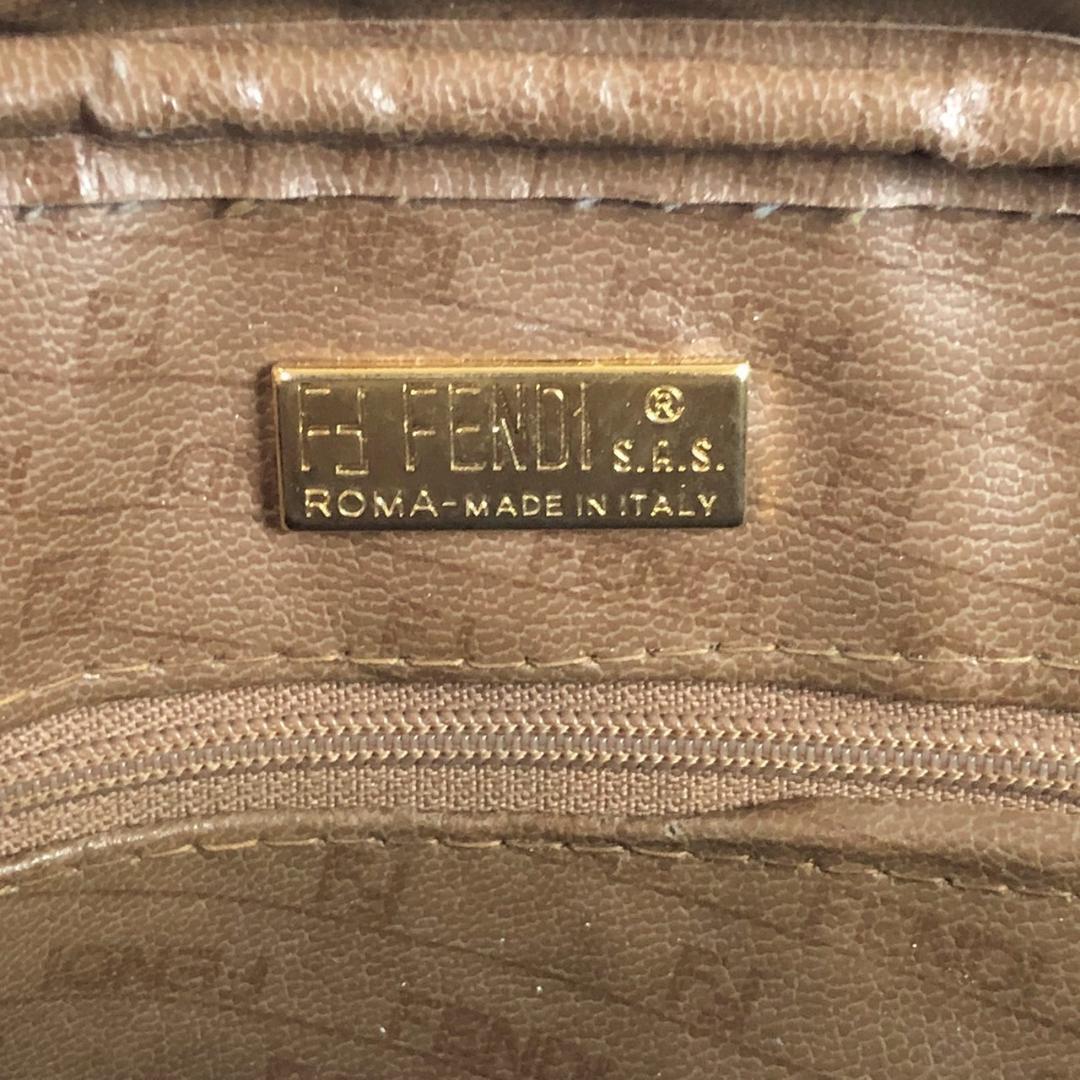 FF FENDI ®
S.A.S.
ROMA-MADE IN ITALY